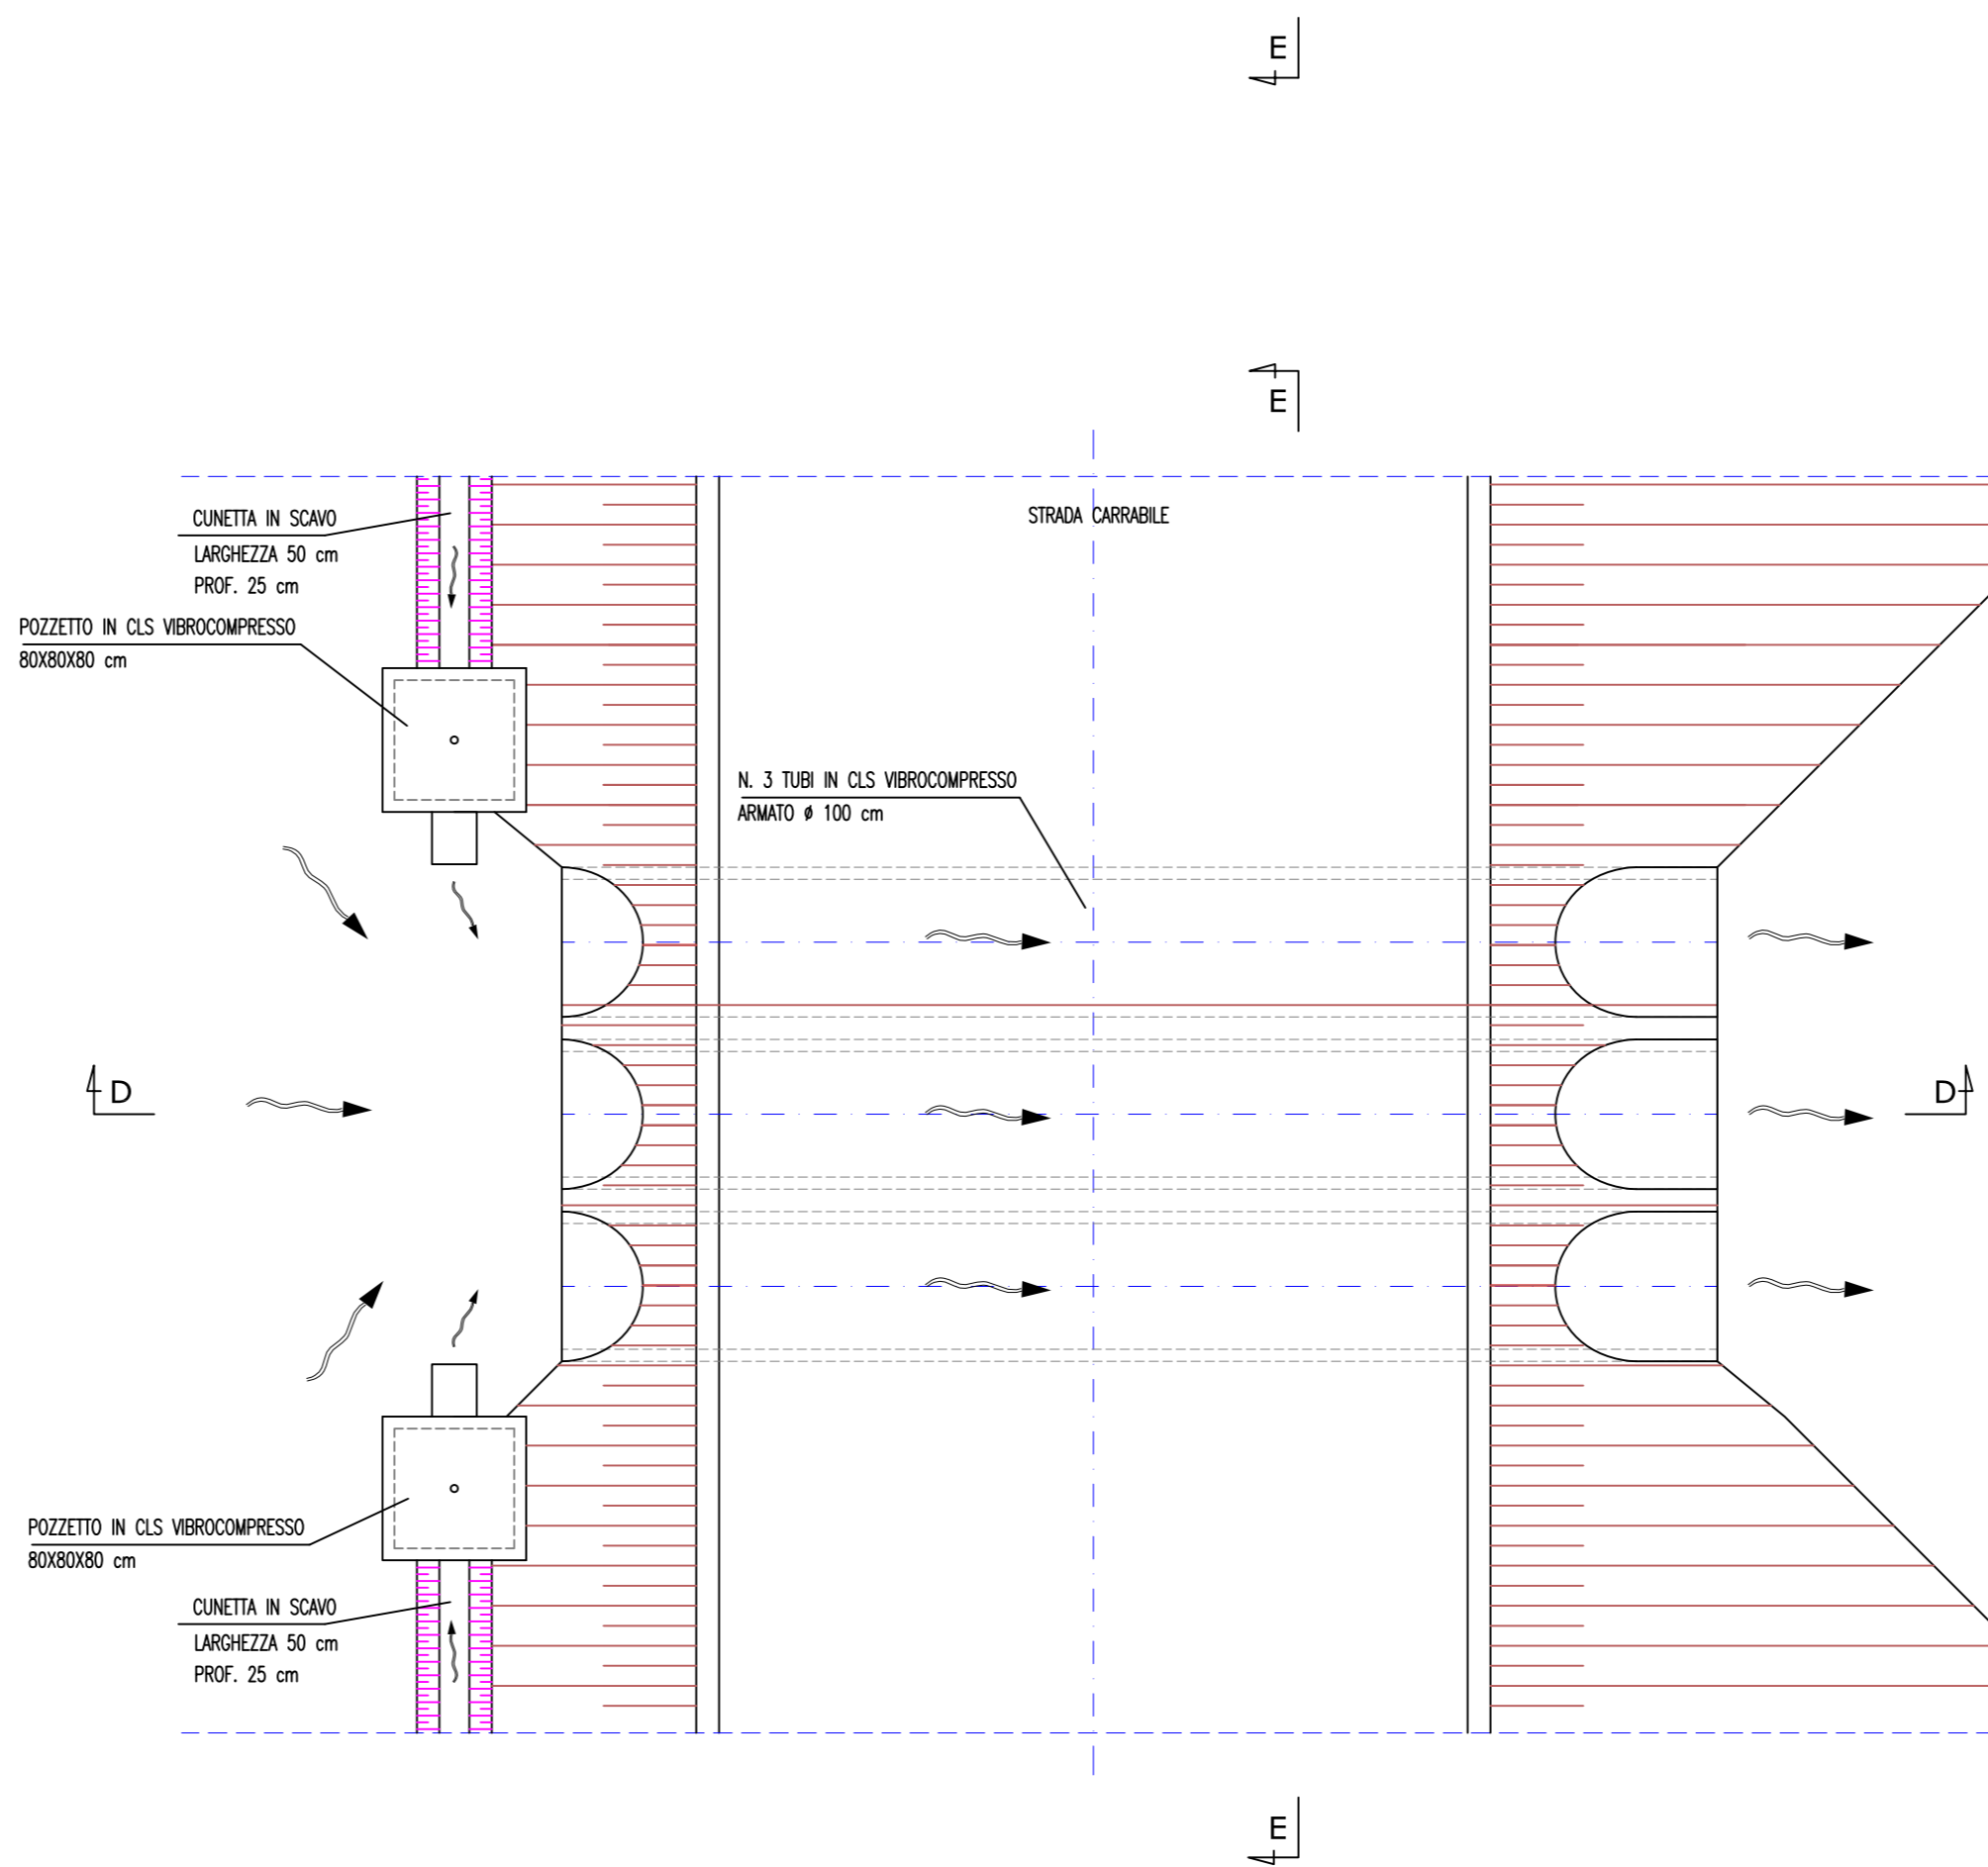 E
E
STRADA CARRABILE
CUNETTA IN SCAVO
LARGHEZZA 50 cm
PROF. 25 cm
POZZETTO IN CLS VIBROCOMPRESSO
80X80X80 cm
N. 3 TUBI IN CLS VIBROCOMPRESSO
ARMATO ø 100 cm
D
D
POZZETTO IN CLS VIBROCOMPRESSO
80X80X80 cm
CUNETTA IN SCAVO
LARGHEZZA 50 cm
PROF. 25 cm
E